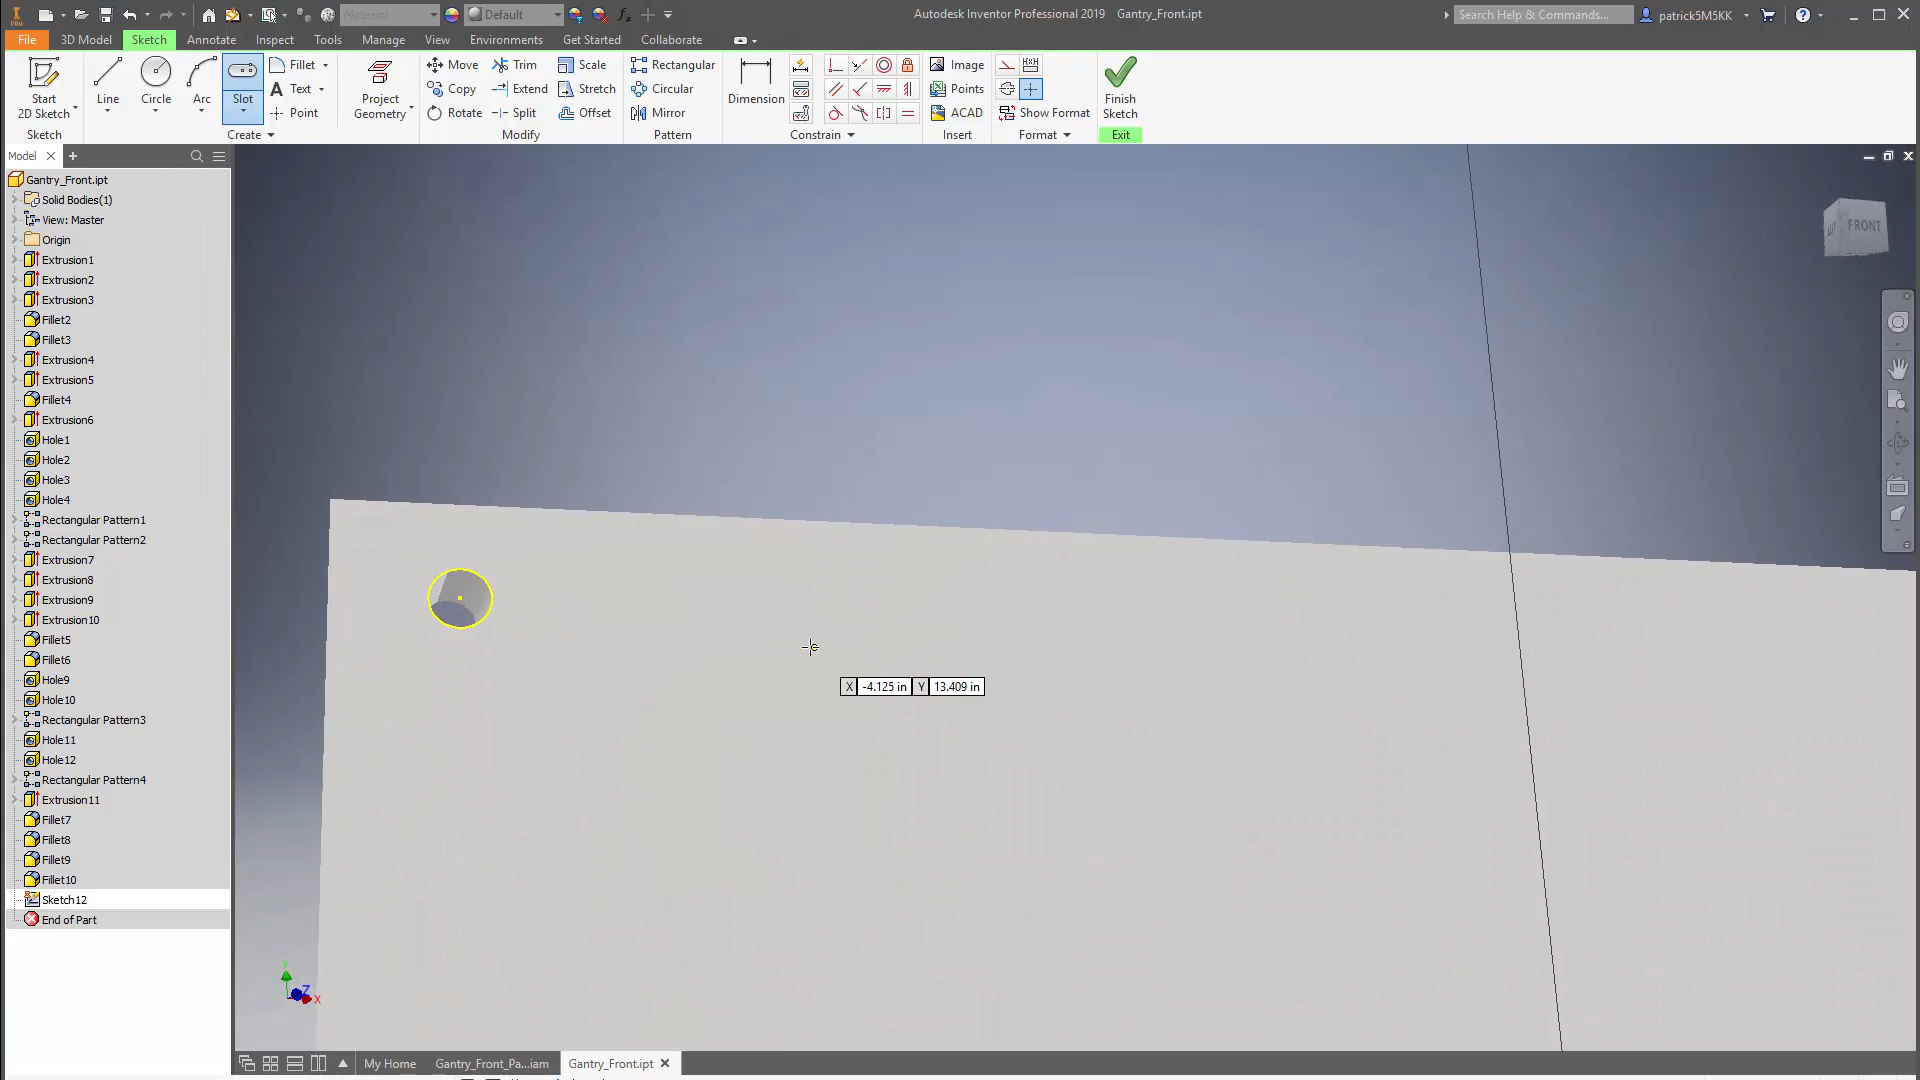 PRO Material Default Autodesk Inventor Professional 2019 Gantry_Front.ipt Search Help & Commands... patrick5M5KK
File 3D Model Sketch Annotate Inspect Tools Manage View Environments Get Started Collaborate
Start 2D Sketch
Line
Circle
Arc
Slot
Fillet
Text
Point
Project Geometry
Move Trim Scale
Copy Extend Stretch
Rotate Split Offset
Rectangular
Circular
Mirror
Dimension
Image
Points
ACAD
Show Format
Finish Sketch
Sketch Create Modify Pattern Constrain Insert Format Exit
Model
Gantry_Front.ipt
Solid Bodies(1)
View: Master
Origin
Extrusion1
Extrusion2
Extrusion3
Fillet2
Fillet3
Extrusion4
Extrusion5
Fillet4
Extrusion6
Hole1
Hole2
Hole3
Hole4
Rectangular Pattern1
Rectangular Pattern2
Extrusion7
Extrusion8
Extrusion9
Extrusion10
Fillet5
Fillet6
Hole9
Hole10
Rectangular Pattern3
Hole11
Hole12
Rectangular Pattern4
Extrusion11
Fillet7
Fillet8
Fillet9
Fillet10
Sketch12
End of Part
FRONT
X -4.125 in Y 13.409 in
Y
Z
X
My Home Gantry_Front_Pa...iam Gantry_Front.ipt